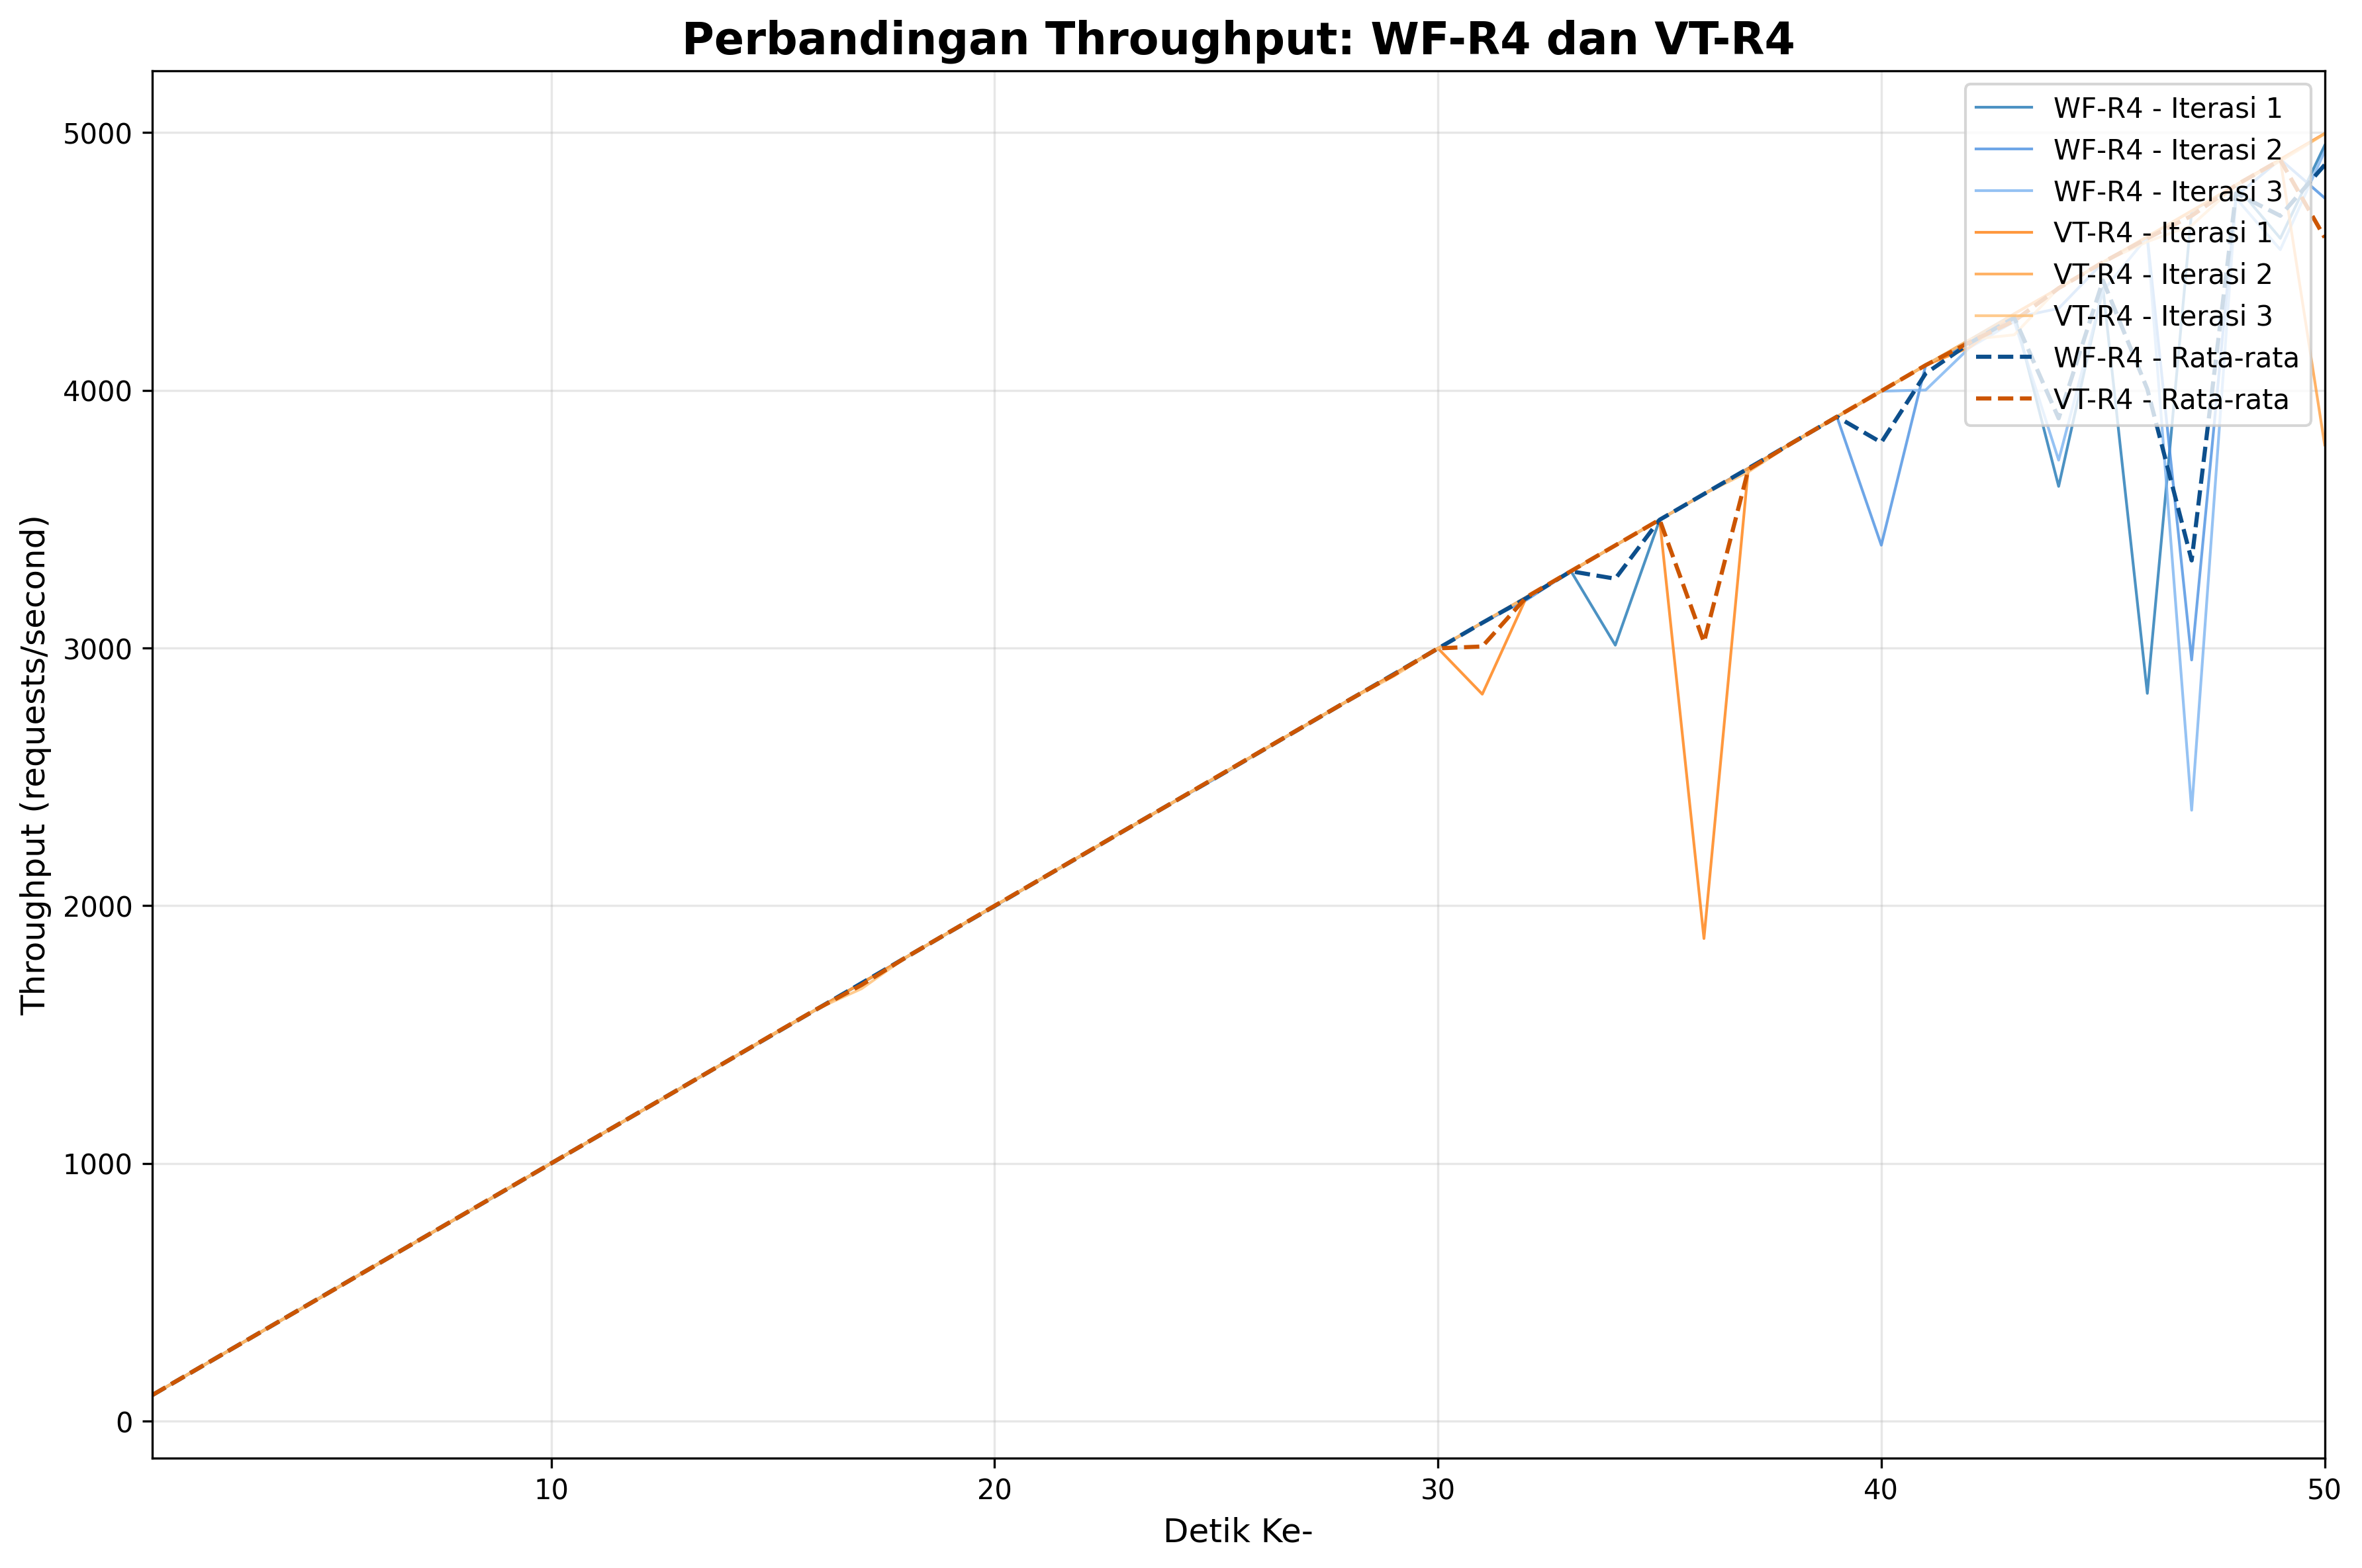 Perbandingan Throughput: WF-R4 dan VT-R4
Throughput (requests/second)
5000
4000
3000
2000
1000
0
WF-R4 - Iterasi 1
WF-R4 - Iterasi 2
WF-R4 - Iterasi 3
VT-R4 - Iterasi 1
VT-R4 - Iterasi 2
VT-R4 - Iterasi 3
WF-R4 - Rata-rata
VT-R4 - Rata-rata
10 20 30 40 50
Detik Ke-